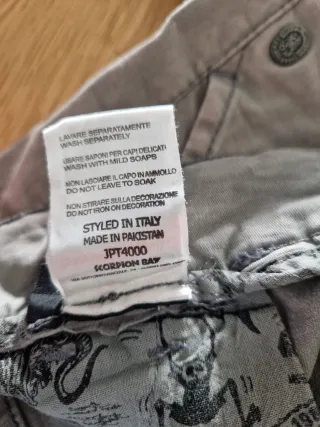 LAVARE SEPARATAMENTE
WASH SEPARATELY
USARE SAPONI PER CAPI DELICATI
WASH WITH MILD SOAPS
NON LASCIARE IL CAPO IN AMMOLLO
DO NOT LEAVE TO SOAK
NON STIRARE SULLA DECORAZIONE
DO NOT IRON ON DECORATION
STYLED IN ITALY
MADE IN PAKISTAN
JPT4000
SCORPION BAY